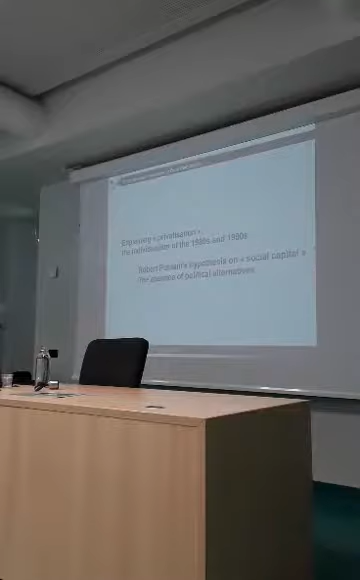 Explaining « privatisation »,
the individualism of the 1980s and 1990s
Robert Putnam's hypothesis on « social capital »
The absence of political alternatives